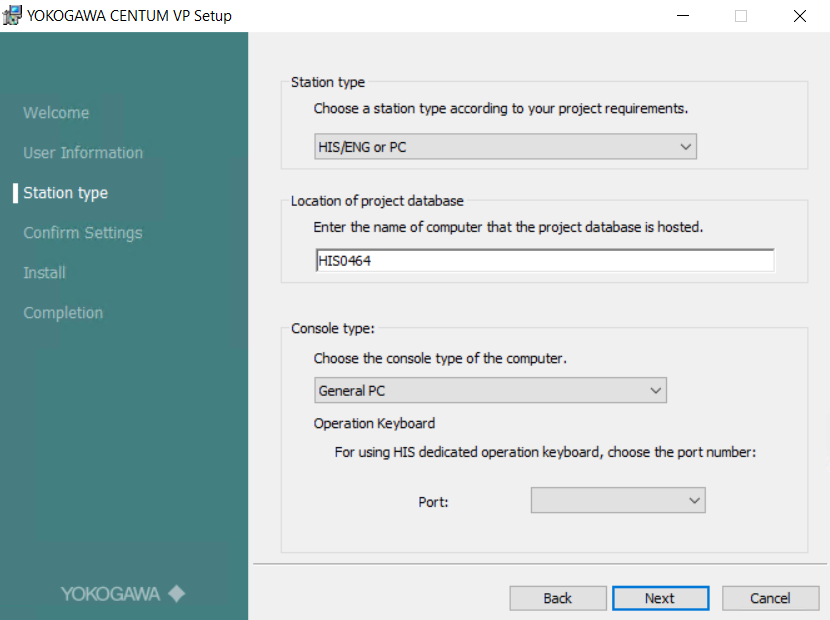 YOKOGAWA CENTUM VP Setup
Welcome
User Information
Station type
Confirm Settings
Install
Completion
YOKOGAWA
Station type
Choose a station type according to your project requirements.
HIS/ENG or PC
Location of project database
Enter the name of computer that the project database is hosted.
HIS0464
Console type:
Choose the console type of the computer.
General PC
Operation Keyboard
For using HIS dedicated operation keyboard, choose the port number:
Port:
Back
Next
Cancel